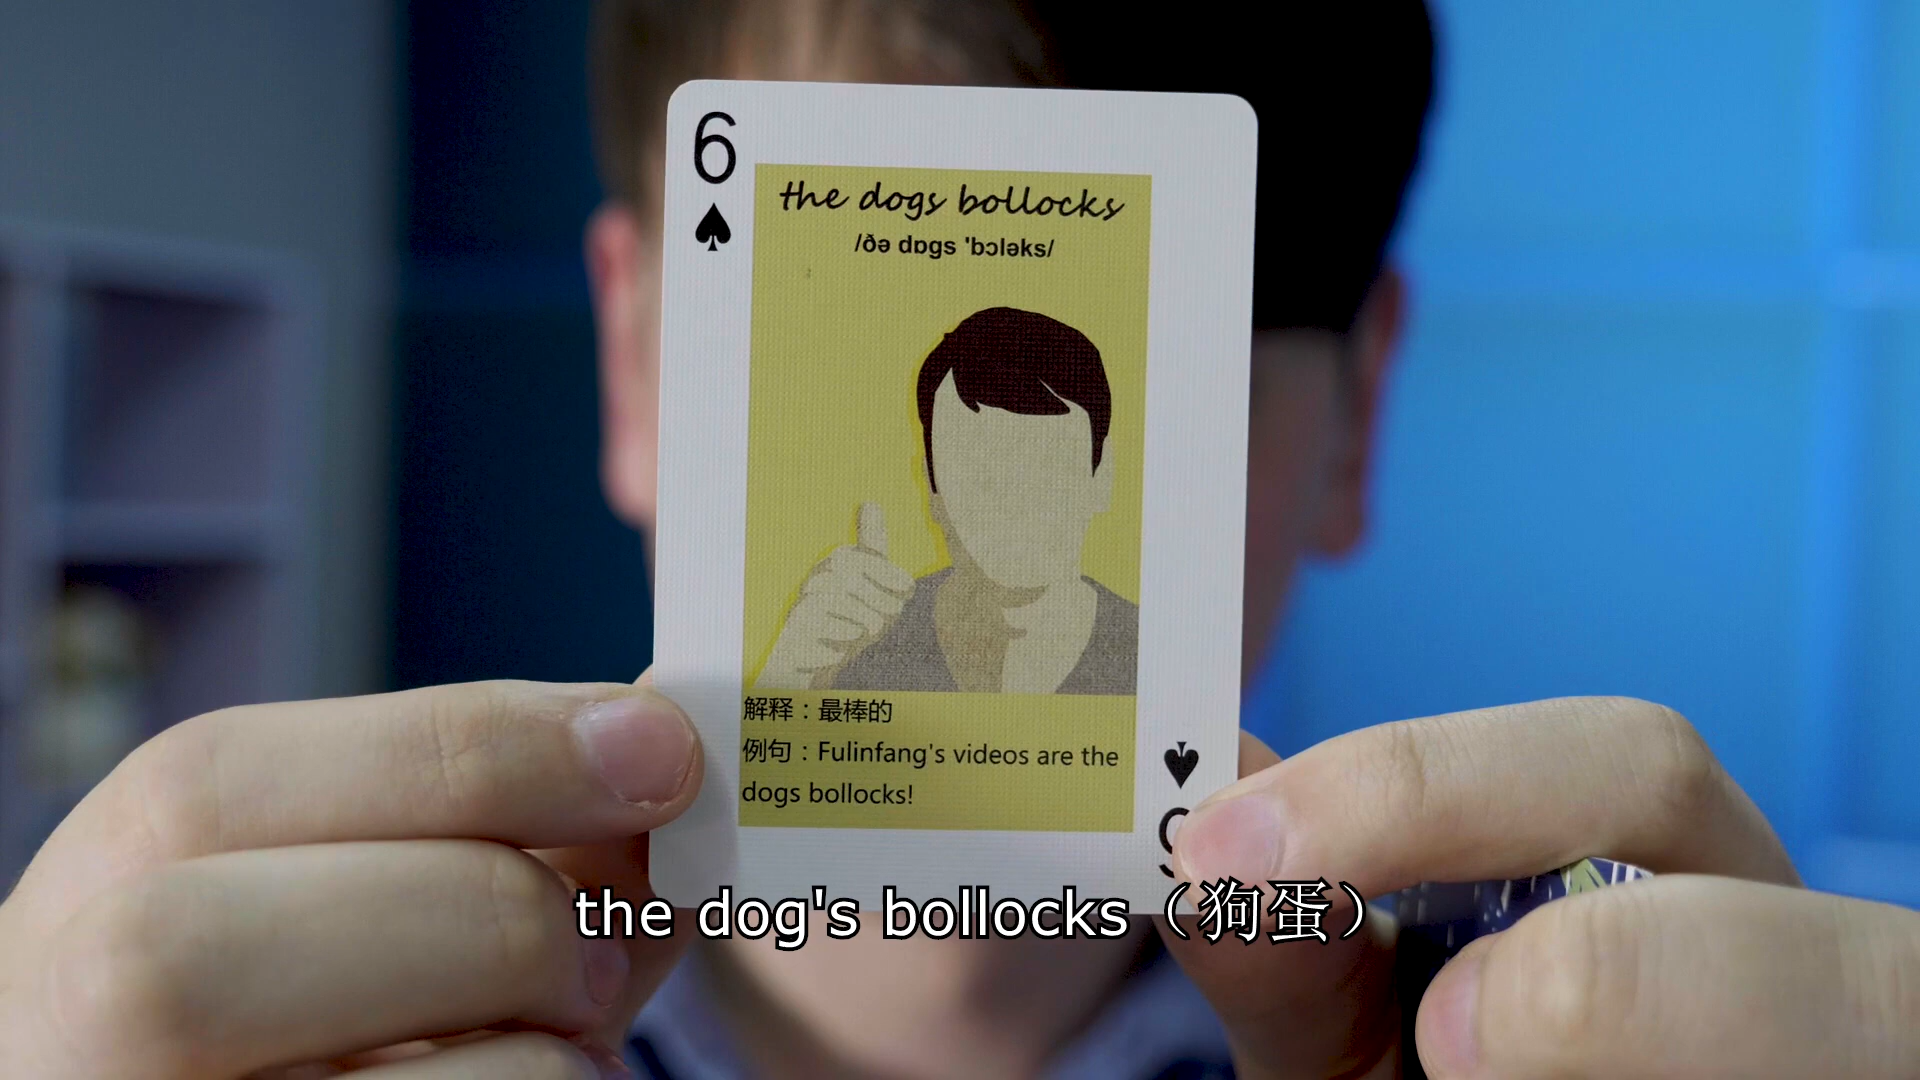 6
the dogs bollocks
/ðə dɒgs 'bɔləks/
解释：最棒的
例句：Fulinfang's videos are the
dogs bollocks!
6
the dog's bollocks（狗蛋）